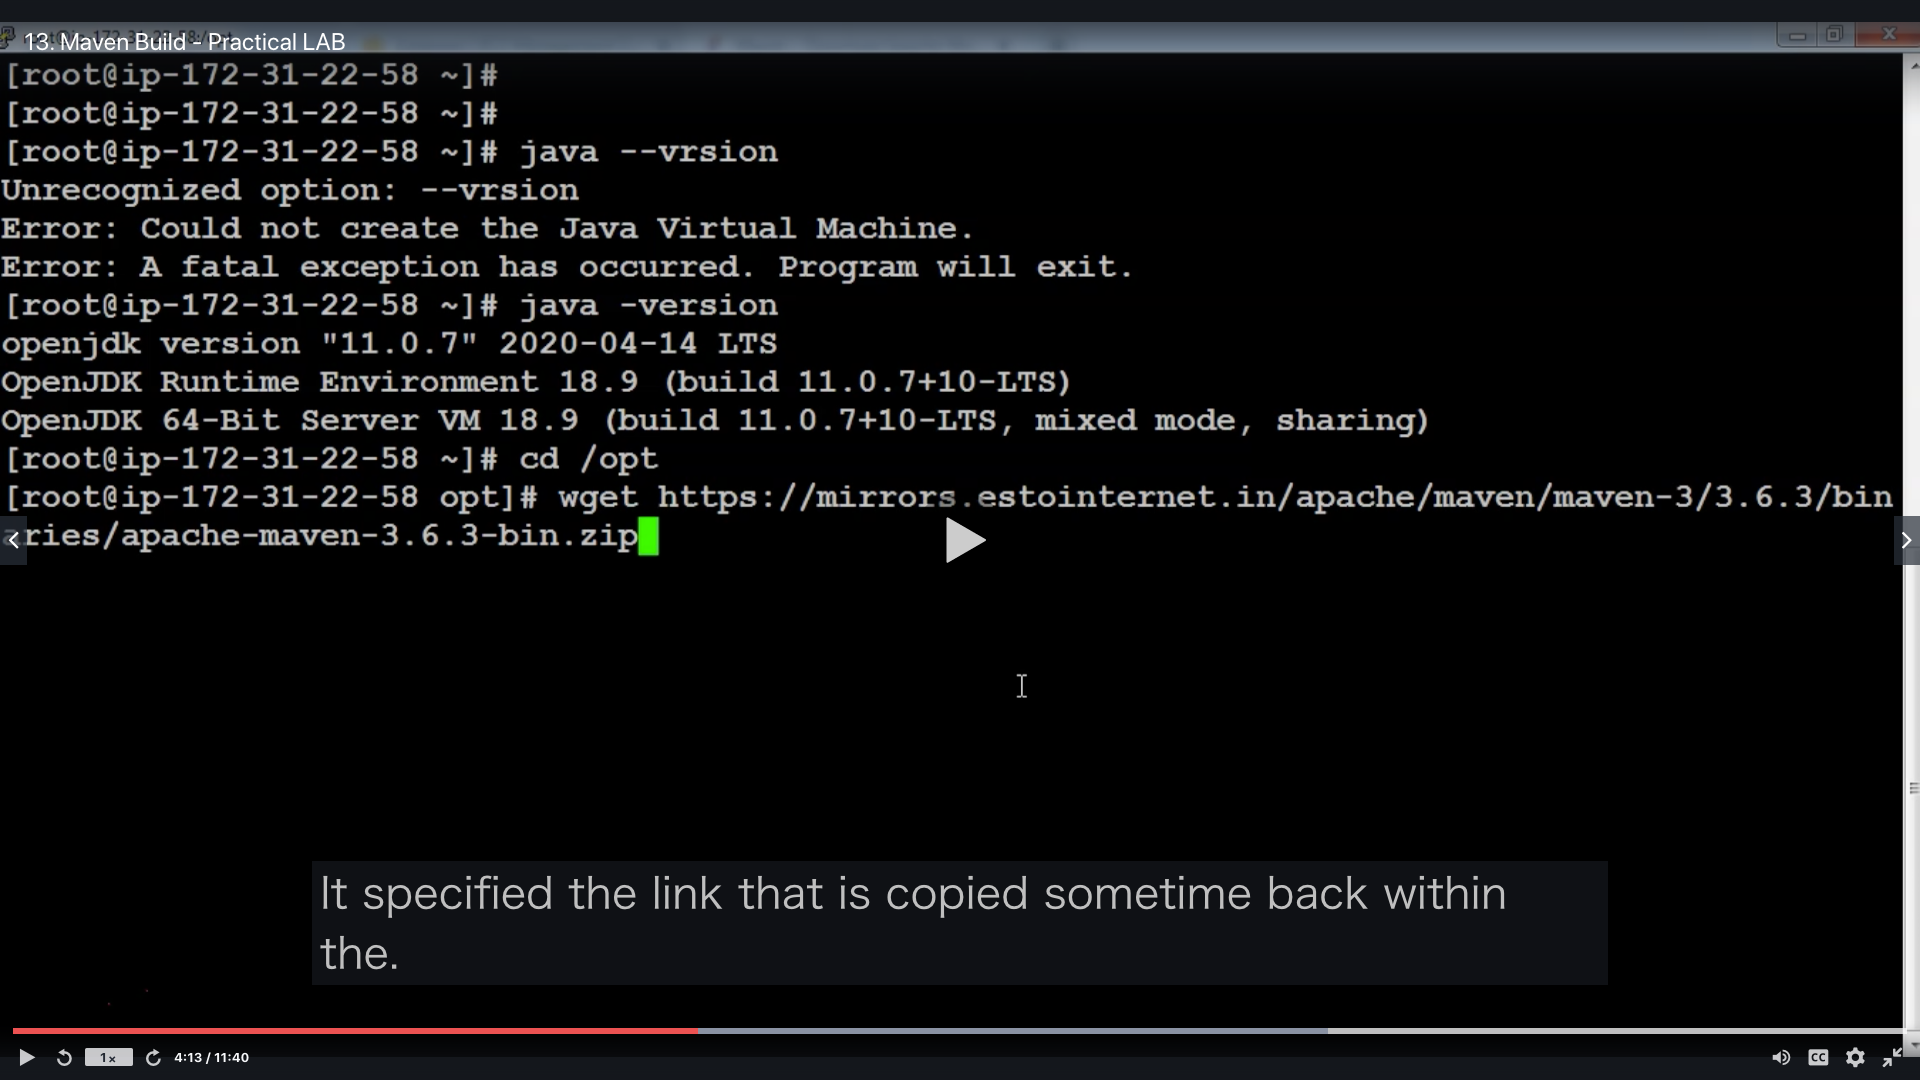 13. Maven Build - Practical LAB
[root@ip-172-31-22-58 ~]#
[root@ip-172-31-22-58 ~]#
[root@ip-172-31-22-58 ~]# java --vrsion
Unrecognized option: --vrsion
Error: Could not create the Java Virtual Machine.
Error: A fatal exception has occurred. Program will exit.
[root@ip-172-31-22-58 ~]# java -version
openjdk version "11.0.7" 2020-04-14 LTS
OpenJDK Runtime Environment 18.9 (build 11.0.7+10-LTS)
OpenJDK 64-Bit Server VM 18.9 (build 11.0.7+10-LTS, mixed mode, sharing)
[root@ip-172-31-22-58 ~]# cd /opt
[root@ip-172-31-22-58 opt]# wget https://mirrors.estointernet.in/apache/maven/maven-3/3.6.3/bin
aries/apache-maven-3.6.3-bin.zip
It specified the link that is copied sometime back within
the.
1x
4:13 / 11:40
CC